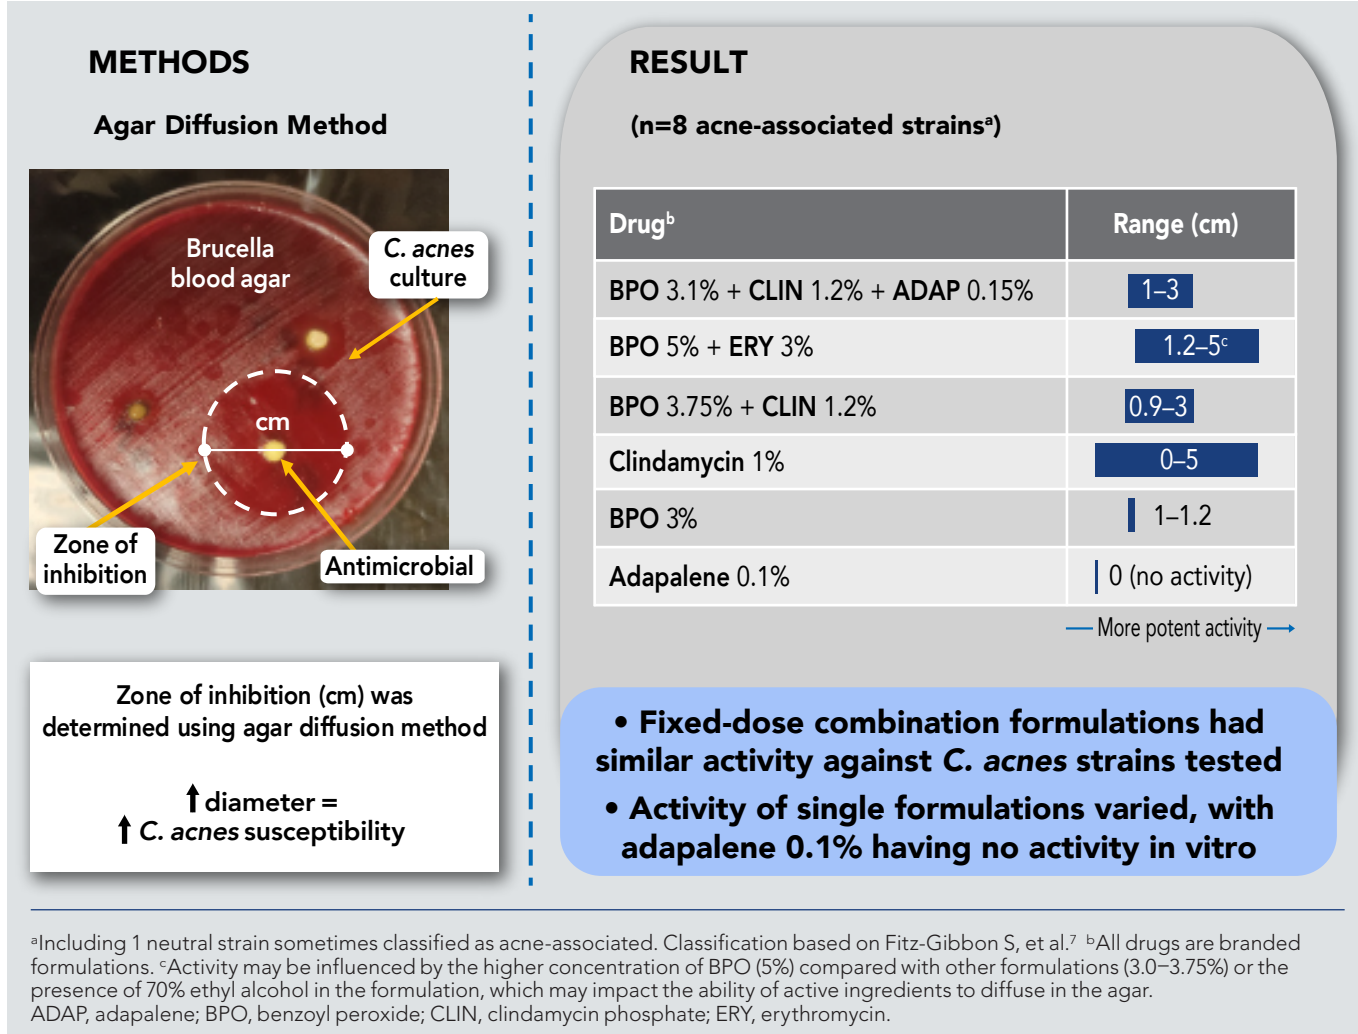 METHODS
Agar Diffusion Method
Brucella
blood agar
C. acnes
culture
cm
Zone of
inhibition
Antimicrobial
Zone of inhibition (cm) was
determined using agar diffusion method
⬆ diameter =
⬆ C. acnes susceptibility
RESULT
(n=8 acne-associated strainsᵃ)
Drugᵇ Range (cm)
BPO 3.1% + CLIN 1.2% + ADAP 0.15% 1–3
BPO 5% + ERY 3% 1.2–5ᶜ
BPO 3.75% + CLIN 1.2% 0.9–3
Clindamycin 1% 0–5
BPO 3% 1–1.2
Adapalene 0.1% 0 (no activity)
More potent activity →
• Fixed-dose combination formulations had
similar activity against C. acnes strains tested
• Activity of single formulations varied, with
adapalene 0.1% having no activity in vitro
ᵃIncluding 1 neutral strain sometimes classified as acne-associated. Classification based on Fitz-Gibbon S, et al.⁷ ᵇAll drugs are branded
formulations. ᶜActivity may be influenced by the higher concentration of BPO (5%) compared with other formulations (3.0–3.75%) or the
presence of 70% ethyl alcohol in the formulation, which may impact the ability of active ingredients to diffuse in the agar.
ADAP, adapalene; BPO, benzoyl peroxide; CLIN, clindamycin phosphate; ERY, erythromycin.